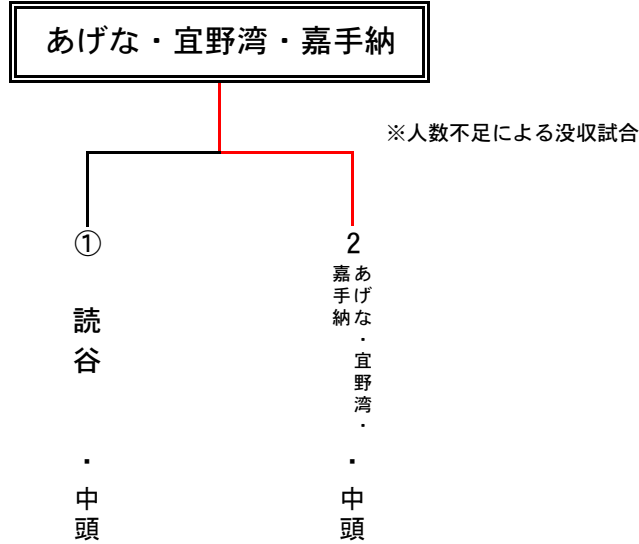 あげな・宜野湾・嘉手納
※人数不足による没収試合
①
読谷
・中頭
2
あげな・宜野湾・
嘉手納
・中頭